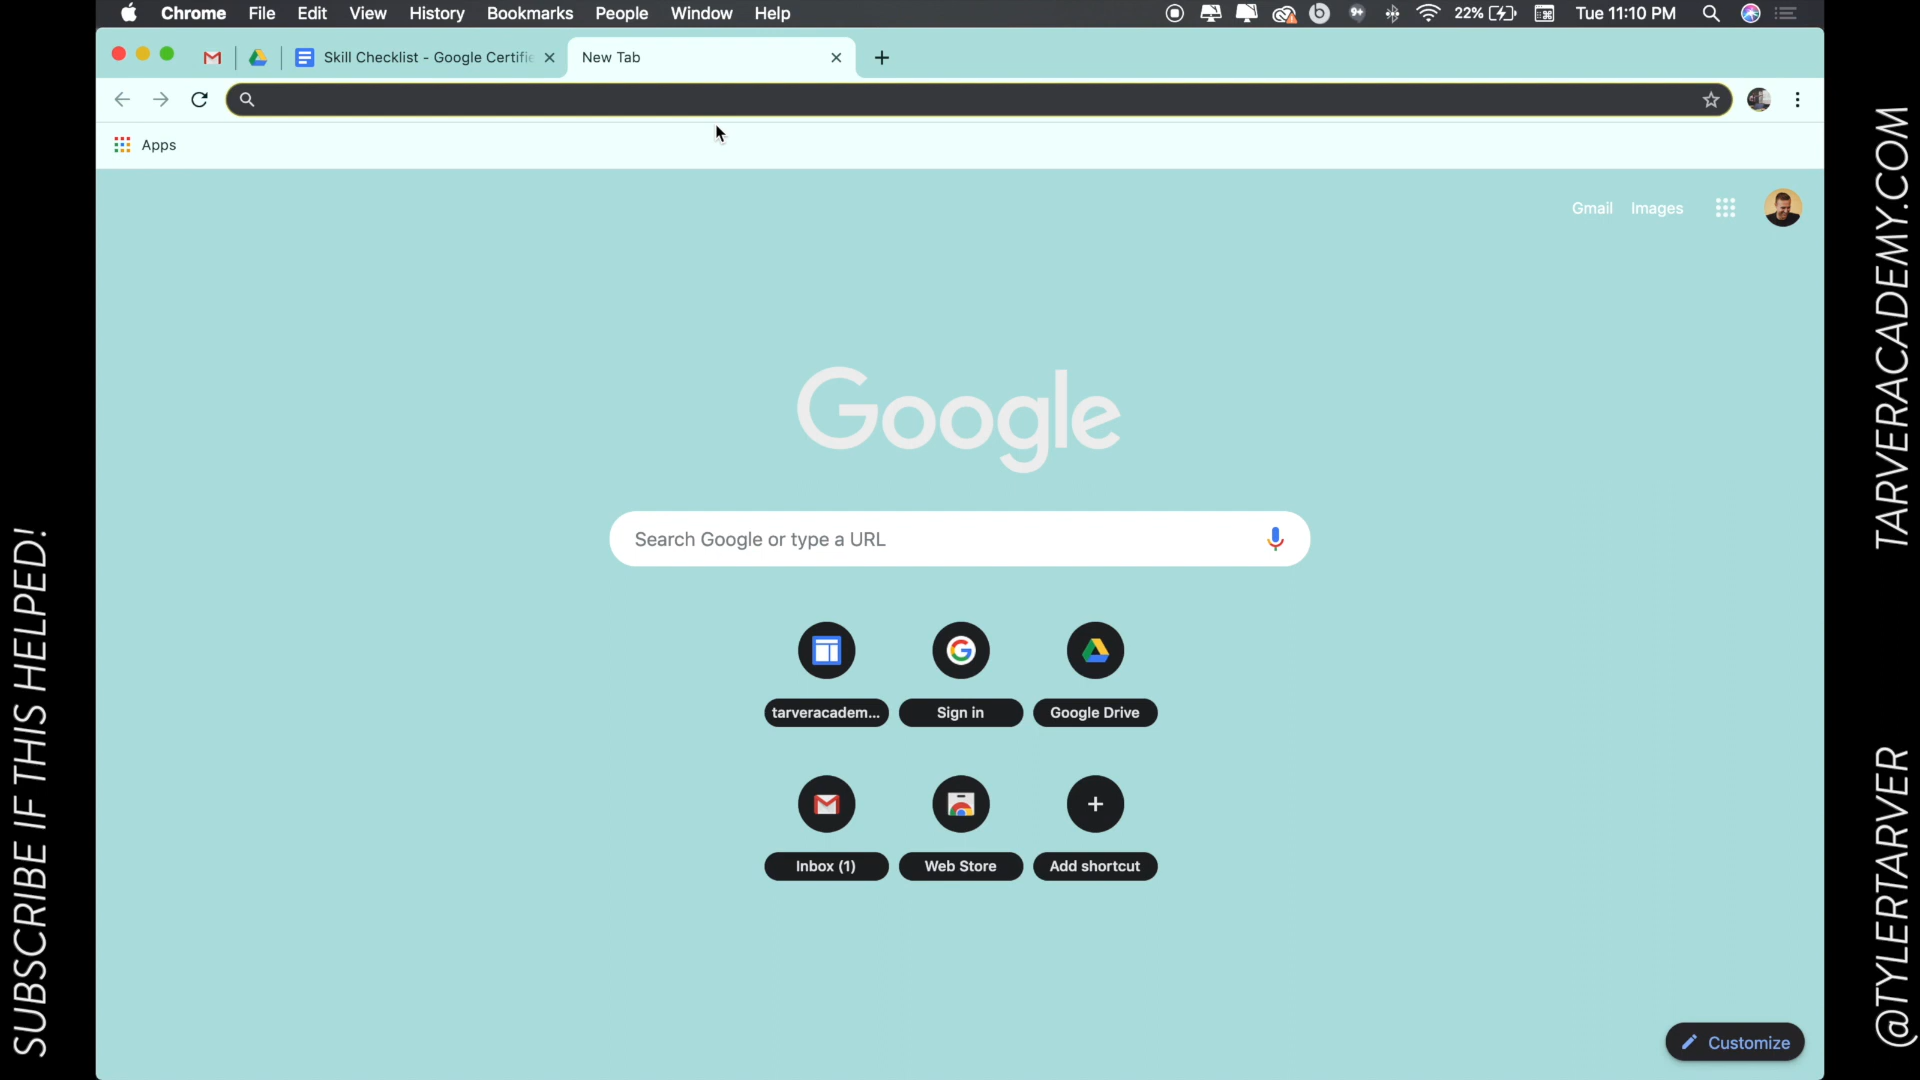 Chrome File Edit View History Bookmarks People Window Help 22% Tue 11:10 PM
Skill Checklist - Google Certifi
New Tab
Apps
Gmail Images
Google
Search Google or type a URL
tarveracadem... Sign in Google Drive
Inbox (1) Web Store Add shortcut
Customize
SUBSCRIBE IF THIS HELPED!
TARVERACADEMY.COM
@TYLERTARVER